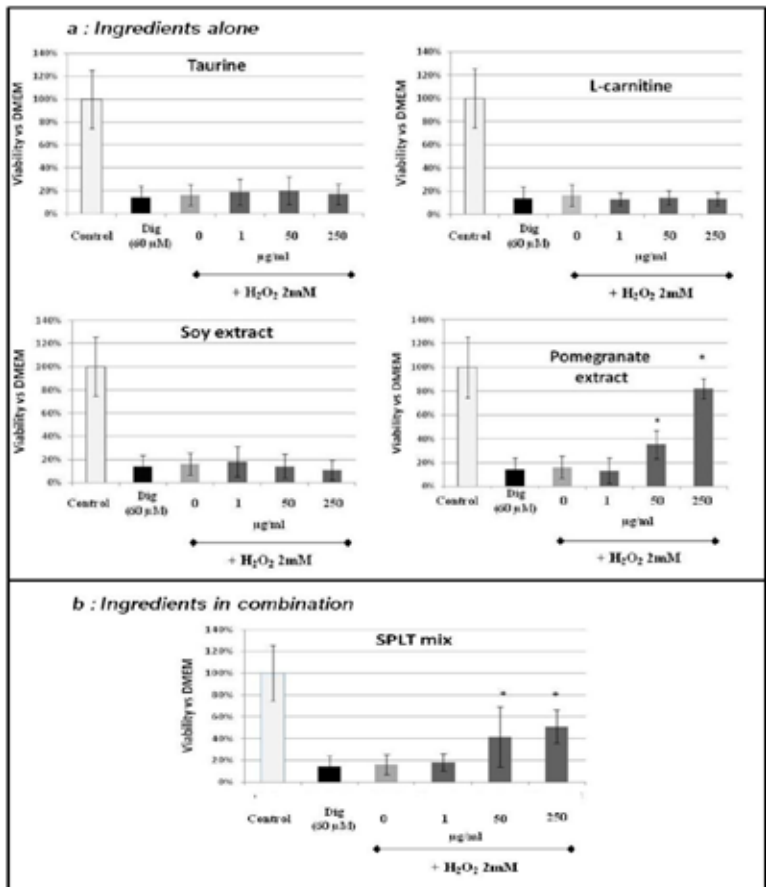 a : Ingredients alone
Taurine
Viability vs DMEM
140%
120%
100%
80%
60%
40%
20%
0%
Control
Dig
(60 µM)
0
1
50
250
µg/ml
+ H₂O₂ 2mM
L-carnitine
Viability vs DMEM
140%
120%
100%
80%
60%
40%
20%
0%
Control
Dig
(60 µM)
0
1
50
250
µg/ml
+ H₂O₂ 2mM
Soy extract
Viability vs DMEM
140%
120%
100%
80%
60%
40%
20%
0%
Control
Dig
(60 µM)
0
1
50
250
µg/ml
+ H₂O₂ 2mM
Pomegranate
extract
Viability vs DMEM
140%
120%
100%
80%
60%
40%
20%
0%
*
*
Control
Dig
(60 µM)
0
1
50
250
µg/ml
+ H₂O₂ 2mM
b : Ingredients in combination
SPLT mix
Viability vs DMEM
140%
120%
100%
80%
60%
40%
20%
0%
*
*
Control
Dig
(60 µM)
0
1
50
250
µg/ml
+ H₂O₂ 2mM